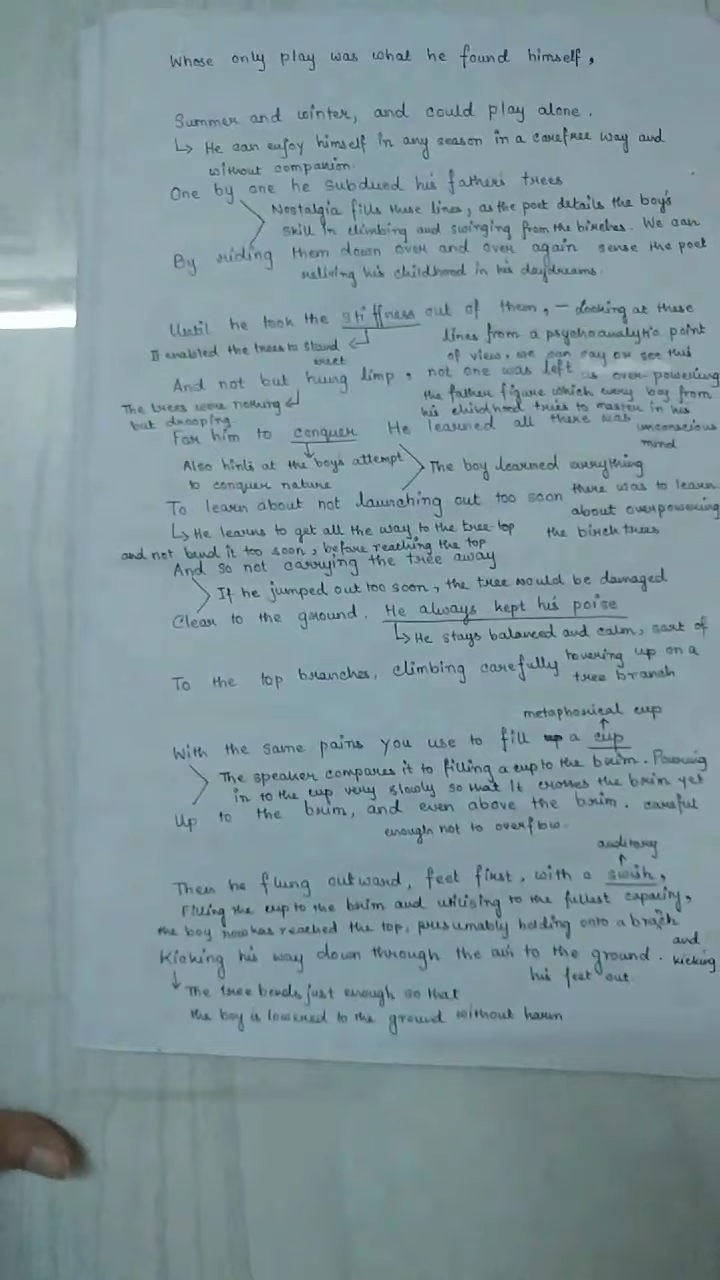 Whose only play was what he found himself,
Summer and winter, and could play alone.
↳ He can enjoy himself in any season in a carefree way and
without companion.
One by one he subdued his father's trees
Nostalgia fills these lines, as the poet details the boy's
skill in climbing and swinging from the birches. We can
By riding them down over and over again sense the poet
reliving his childhood in his daydreams.
Until he took the stiffness out of them, - Looking at these
It enabled the trees to stand lines from a psychoanalytic point
erect of view, we can say or see this
And not but hung limp, not one was left as over powering
The trees were nothing the father figure which every boy from
but drooping his childhood tries to master in his
For him to conquer He learned all there was unconscious
mind
Also hints at the boys attempt The boy learned everything
to conquer nature
To learn about not launching out too soon there was to learn
about overpowering
↳ He learns to get all the way to the tree top the birch trees
and not bend it too soon, before reaching the top
And so not carrying the tree away
If he jumped out too soon, the tree would be damaged
Clear to the ground. He always kept his poise
↳ He stays balanced and calm, sort of
To the top branches, climbing carefully hovering up on a
tree branch
metaphorical cup
With the same pains you use to fill a cup
The speaker compares it to filling a cup to the brim. Pouring
in to the cup very slowly so that it crosses the brim yet
Up to the brim, and even above the brim. careful
enough not to overflow.
auditory
Then he flung outward, feet first, with a swish,
Filling the cup to the brim and utilising to the fullest capacity,
the boy now has reached the top, presumably holding onto a brach
Kicking his way down through the air to the ground. and kicking
his feet out.
The tree bends just enough so that
the boy is lowered to the ground without harm